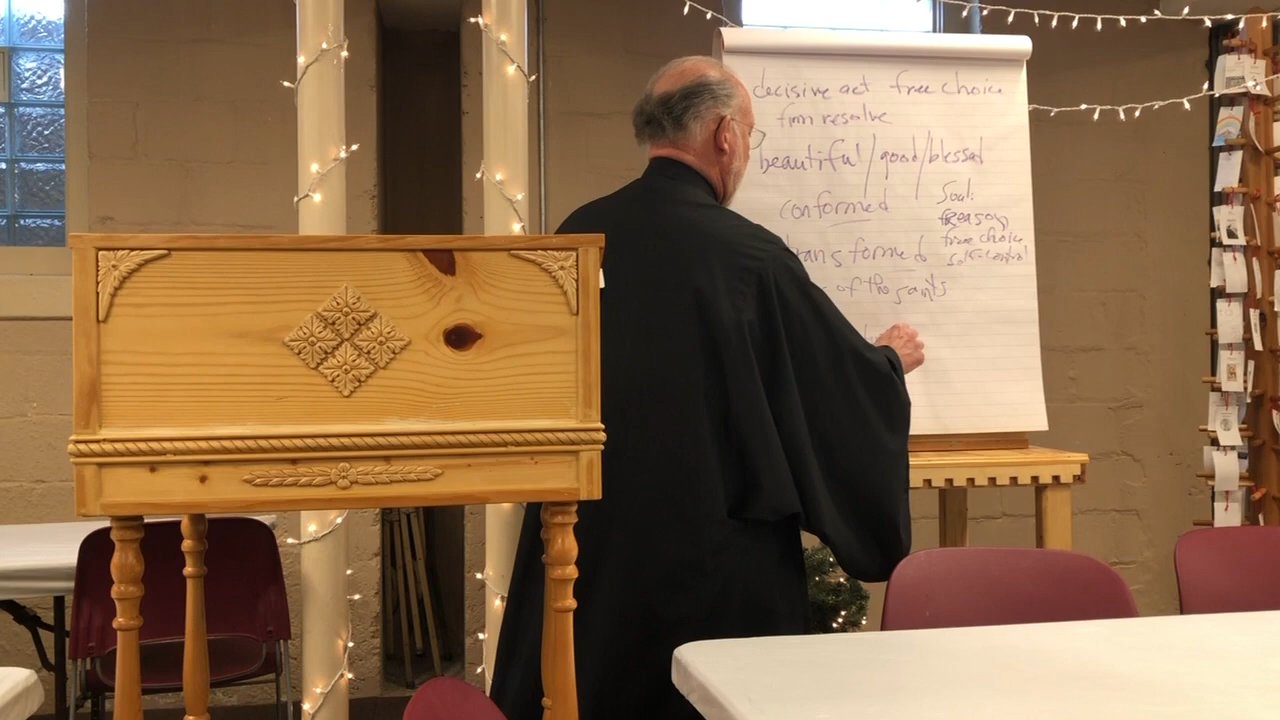 decisive act free choice
firm resolve
beautiful/good/blessed
conformed
Soul:
reason
free choice
self-control
transformed
of the saints